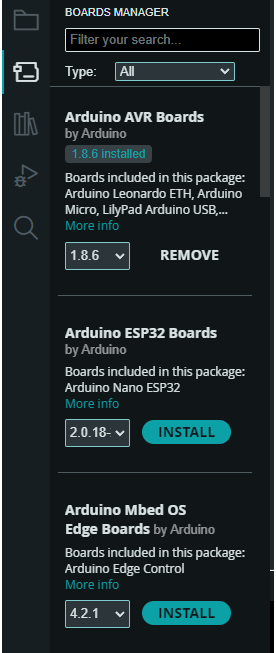 BOARDS MANAGER
Filter your search...
Type: All
Arduino AVR Boards
by Arduino
1.8.6 installed
Boards included in this package:
Arduino Leonardo ETH, Arduino
Micro, LilyPad Arduino USB,...
More info
1.8.6 REMOVE
Arduino ESP32 Boards
by Arduino
Boards included in this package:
Arduino Nano ESP32
More info
2.0.18- INSTALL
Arduino Mbed OS
Edge Boards by Arduino
Boards included in this package:
Arduino Edge Control
More info
4.2.1 INSTALL